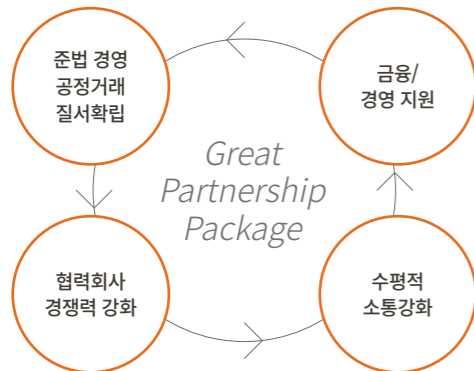 준법 경영
공정거래
질서확립
금융/
경영 지원
Great
Partnership
Package
협력회사
경쟁력 강화
수평적
소통강화